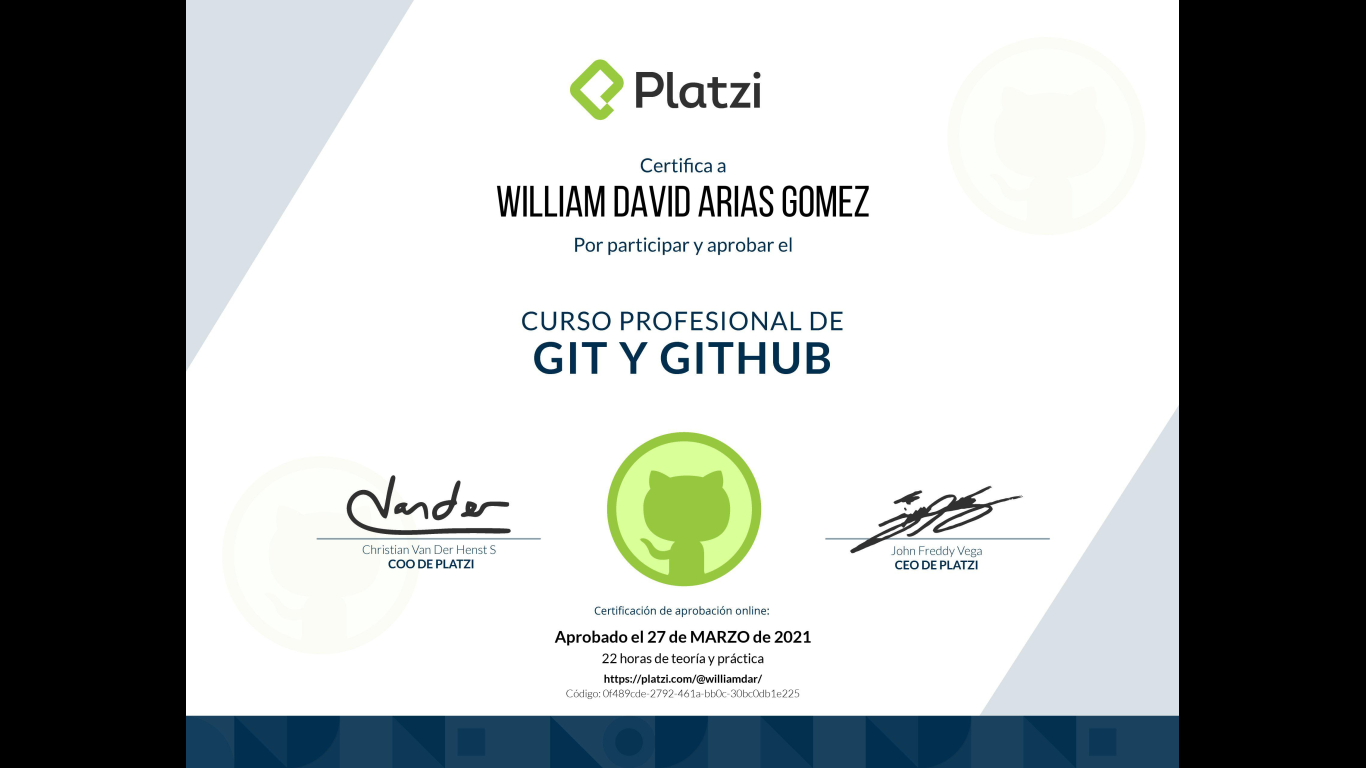 Platzi
Certifica a
WILLIAM DAVID ARIAS GOMEZ
Por participar y aprobar el
CURSO PROFESIONAL DE
GIT Y GITHUB
Vander
Christian Van Der Henst S
COO DE PLATZI
John Freddy Vega
CEO DE PLATZI
Certificación de aprobación online:
Aprobado el 27 de MARZO de 2021
22 horas de teoría y práctica
https://platzi.com/@williamdar/
Código: 0f489cde-2792-461a-bb0c-30bc0db1e225